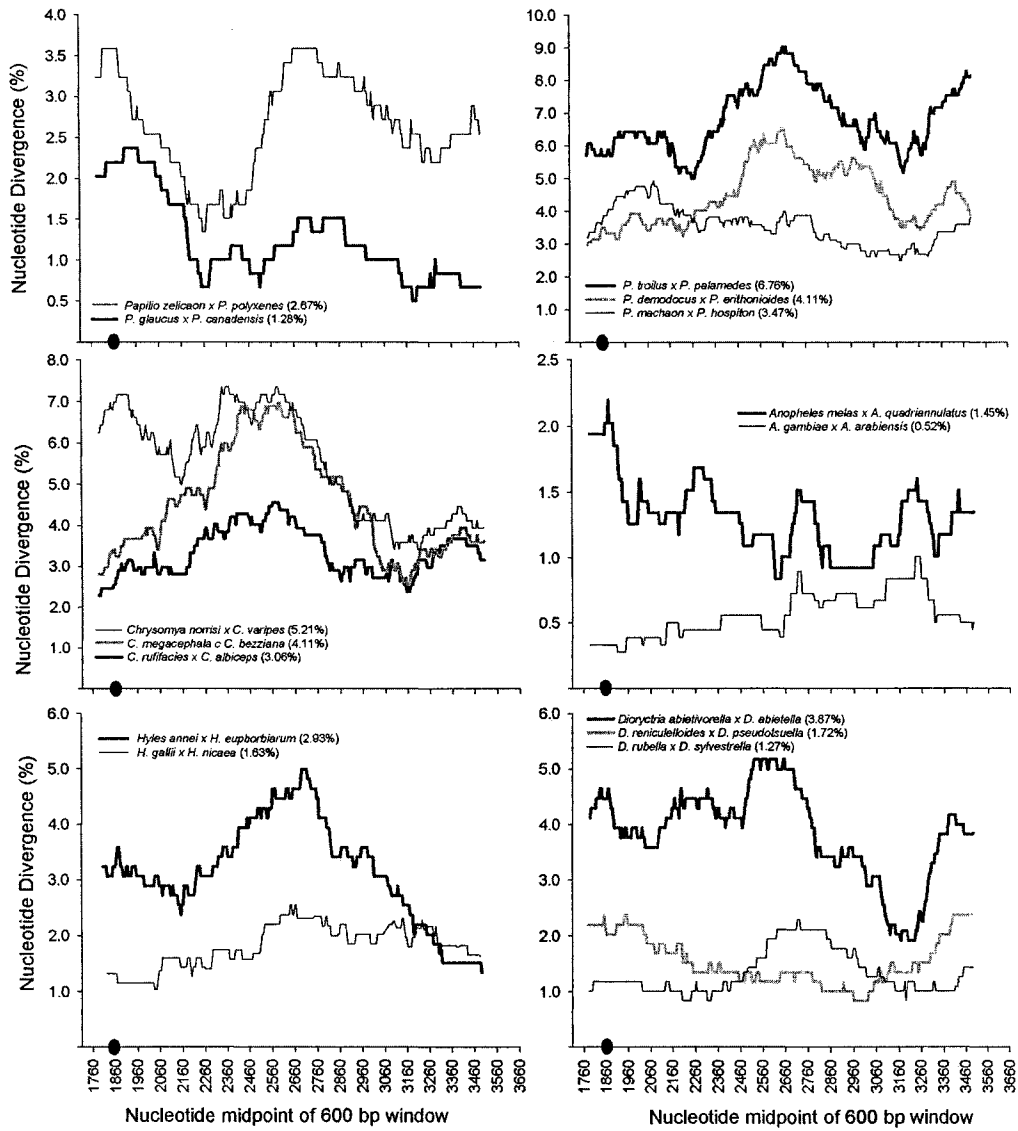 Nucleotide Divergence (%)
4.0
3.5
3.0
2.5
2.0
1.5
1.0
0.5
Papilio zelicaon x P. polyxenes (2.67%)
P. glaucus x P. canadensis (1.28%)
10.0
9.0
8.0
7.0
6.0
5.0
4.0
3.0
2.0
1.0
P. troilus x P. palamedes (6.76%)
P. demodocus x P. erithonioides (4.11%)
P. machaon x P. hospiton (3.47%)
Nucleotide Divergence (%)
8.0
7.0
6.0
5.0
4.0
3.0
2.0
1.0
Chrysomya norrisi x C. varipes (5.21%)
C. megacephala c C. bezziana (4.11%)
C. rufifacies x C. albiceps (3.06%)
2.5
2.0
1.5
1.0
0.5
Anopheles melas x A. quadriannulatus (1.45%)
A. gambiae x A. arabiensis (0.52%)
Nucleotide Divergence (%)
6.0
5.0
4.0
3.0
2.0
1.0
Hyles annei x H. euphorbiarum (2.93%)
H. gallii x H. nicaea (1.63%)
1760 1860 1960 2060 2160 2260 2360 2460 2560 2660 2760 2860 2960 3060 3160 3260 3360 3460 3560 3660
Nucleotide midpoint of 600 bp window
6.0
5.0
4.0
3.0
2.0
1.0
Dioryctria abietivorella x D. abietella (3.87%)
D. reniculelloides x D. pseudotsuella (1.72%)
D. rubella x D. sylvestrella (1.27%)
1760 1860 1960 2060 2160 2260 2360 2460 2560 2660 2760 2860 2960 3060 3160 3260 3360 3460 3560 3660
Nucleotide midpoint of 600 bp window